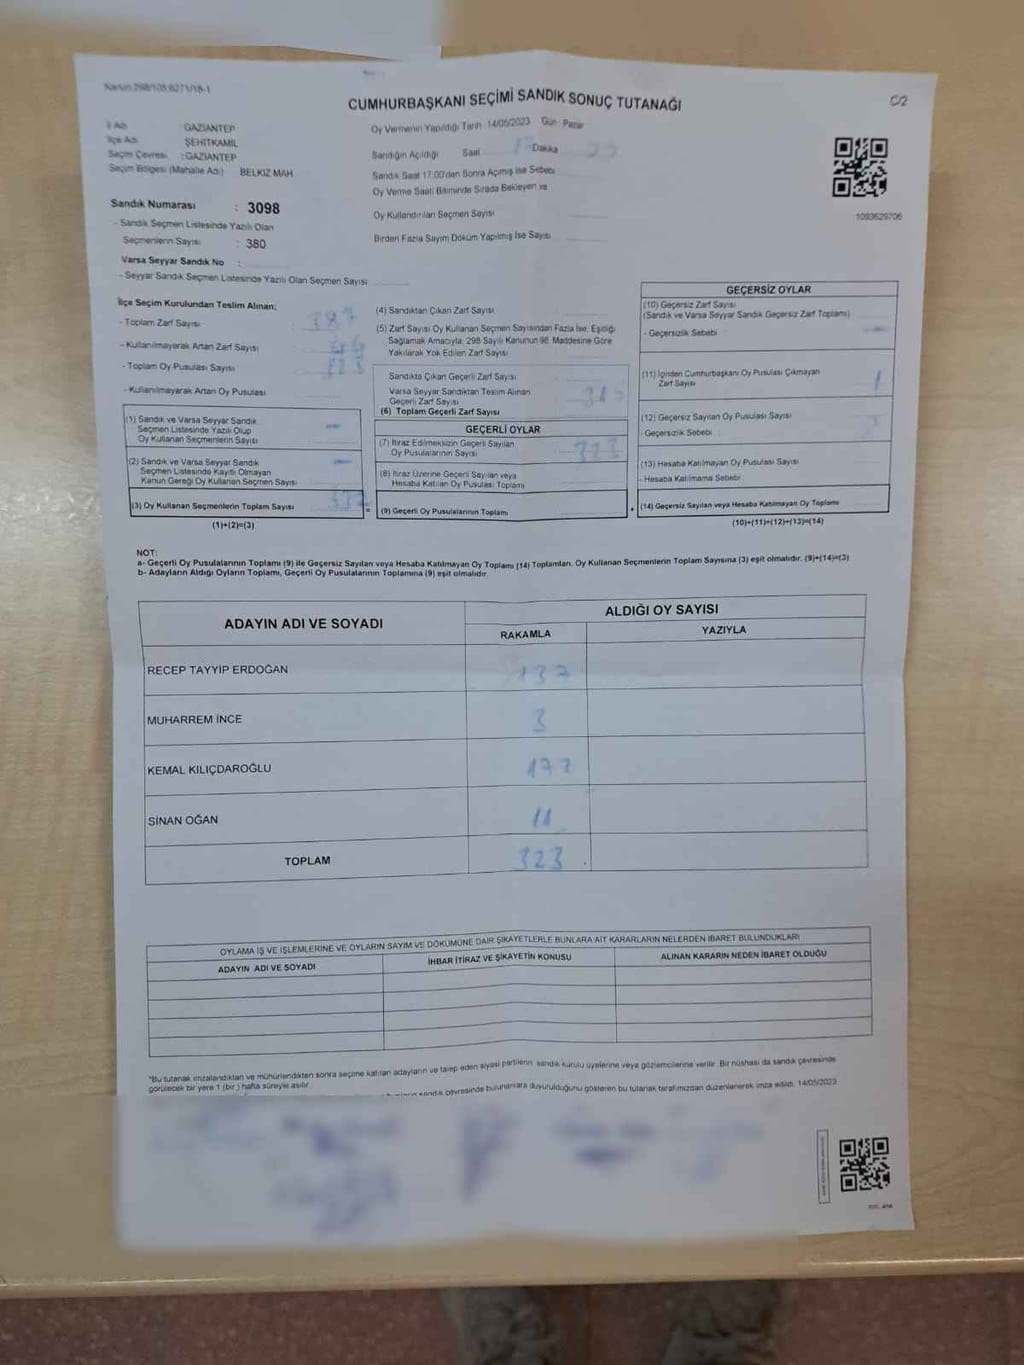 Kanun 298/105,6271/18-1
CUMHURBAŞKANI SEÇİMİ SANDIK SONUÇ TUTANAĞI
C/2
İl Adı GAZİANTEP
İlçe Adı ŞEHİTKAMİL
Seçim Çevresi : GAZİANTEP
Seçim Bölgesi (Mahalle Adı) BELKIZ MAH.
Oy Vermenin Yapıldığı Tarih 14/05/2023 Gün Pazar
Sandığın Açıldığı Saat Dakika
Sandık Saat 17:00'den Sonra Açılmış İse Sebebi
Oy Verme Saati Bitiminde Sırada Bekleyen ve
Oy Kullandırılan Seçmen Sayısı
Birden Fazla Sayım Döküm Yapılmış İse Sayısı
1093629706
Sandık Numarası : 3098
- Sandık Seçmen Listesinde Yazılı Olan
Seçmenlerin Sayısı : 380
Varsa Seyyar Sandık No :
- Seyyar Sandık Seçmen Listesinde Yazılı Olan Seçmen Sayısı
İlçe Seçim Kurulundan Teslim Alınan;
- Toplam Zarf Sayısı 387
- Kullanılmayarak Artan Zarf Sayısı
- Toplam Oy Pusulası Sayısı
- Kullanılmayarak Artan Oy Pusulası
(1) Sandık ve Varsa Seyyar Sandık
Seçmen Listesinde Yazılı Olup
Oy Kullanan Seçmenlerin Sayısı –
(2) Sandık ve Varsa Seyyar Sandık
Seçmen Listesinde Kayıtlı Olmayan
Kanun Gereği Oy Kullanan Seçmen Sayısı –
(3) Oy Kullanan Seçmenlerin Toplam Sayısı
(1)+(2)=(3)
(4) Sandıktan Çıkan Zarf Sayısı
(5) Zarf Sayısı Oy Kullanan Seçmen Sayısından Fazla İse, Eşitliği
Sağlamak Amacıyla, 298 Sayılı Kanunun 98. Maddesine Göre
Yakılarak Yok Edilen Zarf Sayısı
Sandıkta Çıkan Geçerli Zarf Sayısı
Varsa Seyyar Sandıktan Teslim Alınan
Geçerli Zarf Sayısı
(6) Toplam Geçerli Zarf Sayısı
GEÇERLİ OYLAR
(7) İtiraz Edilmeksizin Geçerli Sayılan
Oy Pusulalarının Sayısı 323
(8) İtiraz Üzerine Geçerli Sayılan veya
Hesaba Katılan Oy Pusulası Toplamı
= (9) Geçerli Oy Pusulalarının Toplamı
GEÇERSİZ OYLAR
(10) Geçersiz Zarf Sayısı
(Sandık ve Varsa Seyyar Sandık Geçersiz Zarf Toplamı)
- Geçersizlik Sebebi –
(11) İçinden Cumhurbaşkanı Oy Pusulası Çıkmayan
Zarf Sayısı 1
(12) Geçersiz Sayılan Oy Pusulası Sayısı
- Geçersizlik Sebebi
(13) Hesaba Katılmayan Oy Pusulası Sayısı
- Hesaba Katılmama Sebebi
+ (14) Geçersiz Sayılan veya Hesaba Katılmayan Oy Toplamı
(10)+(11)+(12)+(13)=(14)
NOT:
a- Geçerli Oy Pusulalarının Toplamı (9) ile Geçersiz Sayılan veya Hesaba Katılmayan Oy Toplamı (14) Toplamları, Oy Kullanan Seçmenlerin Toplam Sayısına (3) eşit olmalıdır. (9)+(14)=(3)
b- Adayların Aldığı Oyların Toplamı, Geçerli Oy Pusulalarının Toplamına (9) eşit olmalıdır.
ADAYIN ADI VE SOYADI ALDIĞI OY SAYISI
RAKAMLA YAZIYLA
RECEP TAYYİP ERDOĞAN 137
MUHARREM İNCE 3
KEMAL KILIÇDAROĞLU 172
SİNAN OĞAN 11
TOPLAM 323
OYLAMA İŞ VE İŞLEMLERİNE VE OYLARIN SAYIM VE DÖKÜMÜNE DAİR ŞİKAYETLERLE BUNLARA AİT KARARLARIN NELERDEN İBARET BULUNDUKLARI
ADAYIN ADI VE SOYADI İHBAR İTİRAZ VE ŞİKAYETİN KONUSU ALINAN KARARIN NEDEN İBARET OLDUĞU
*Bu tutanak imzalandıktan ve mühürlendikten sonra seçime katılan adayların ve talep eden siyasi partilerin, sandık kurulu üyelerine veya gözlemcilerine verilir. Bir nüshası da sandık çevresinde
görülecek bir yere 1 (bir) hafta süreyle asılır.
sandık çevresinde bulunanlara duyurulduğunu gösteren bu tutanak tarafımızdan düzenlenerek imza edildi. 14/05/2023